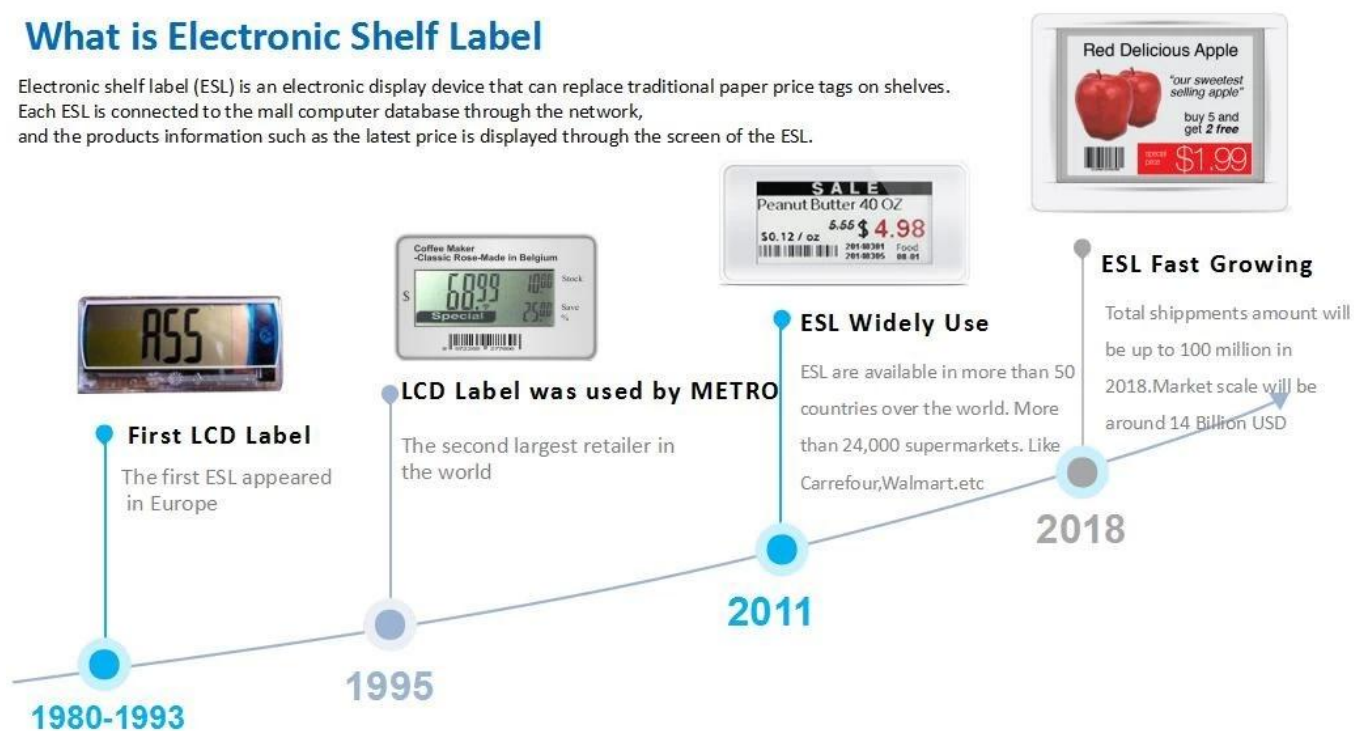 What is Electronic Shelf Label
Electronic shelf label (ESL) is an electronic display device that can replace traditional paper price tags on shelves.
Each ESL is connected to the mall computer database through the network,
and the products information such as the latest price is displayed through the screen of the ESL.
Red Delicious Apple
"our sweetest
selling apple"
buy 5 and
get 2 free
special
price
$1.99
SALE
Peanut Butter 40 OZ
5.55 $ 4.98
$0.12 / oz
Food
Coffee Maker
-Classic Rose-Made in Belgium
$ 68.99
Stock
Special
Save
%
ASS
First LCD Label
The first ESL appeared
in Europe
LCD Label was used by METRO
The second largest retailer in
the world
ESL Widely Use
ESL are available in more than 50
countries over the world. More
than 24,000 supermarkets. Like
Carrefour,Walmart.etc
ESL Fast Growing
Total shippments amount will
be up to 100 million in
2018.Market scale will be
around 14 Billion USD
1980-1993
1995
2011
2018